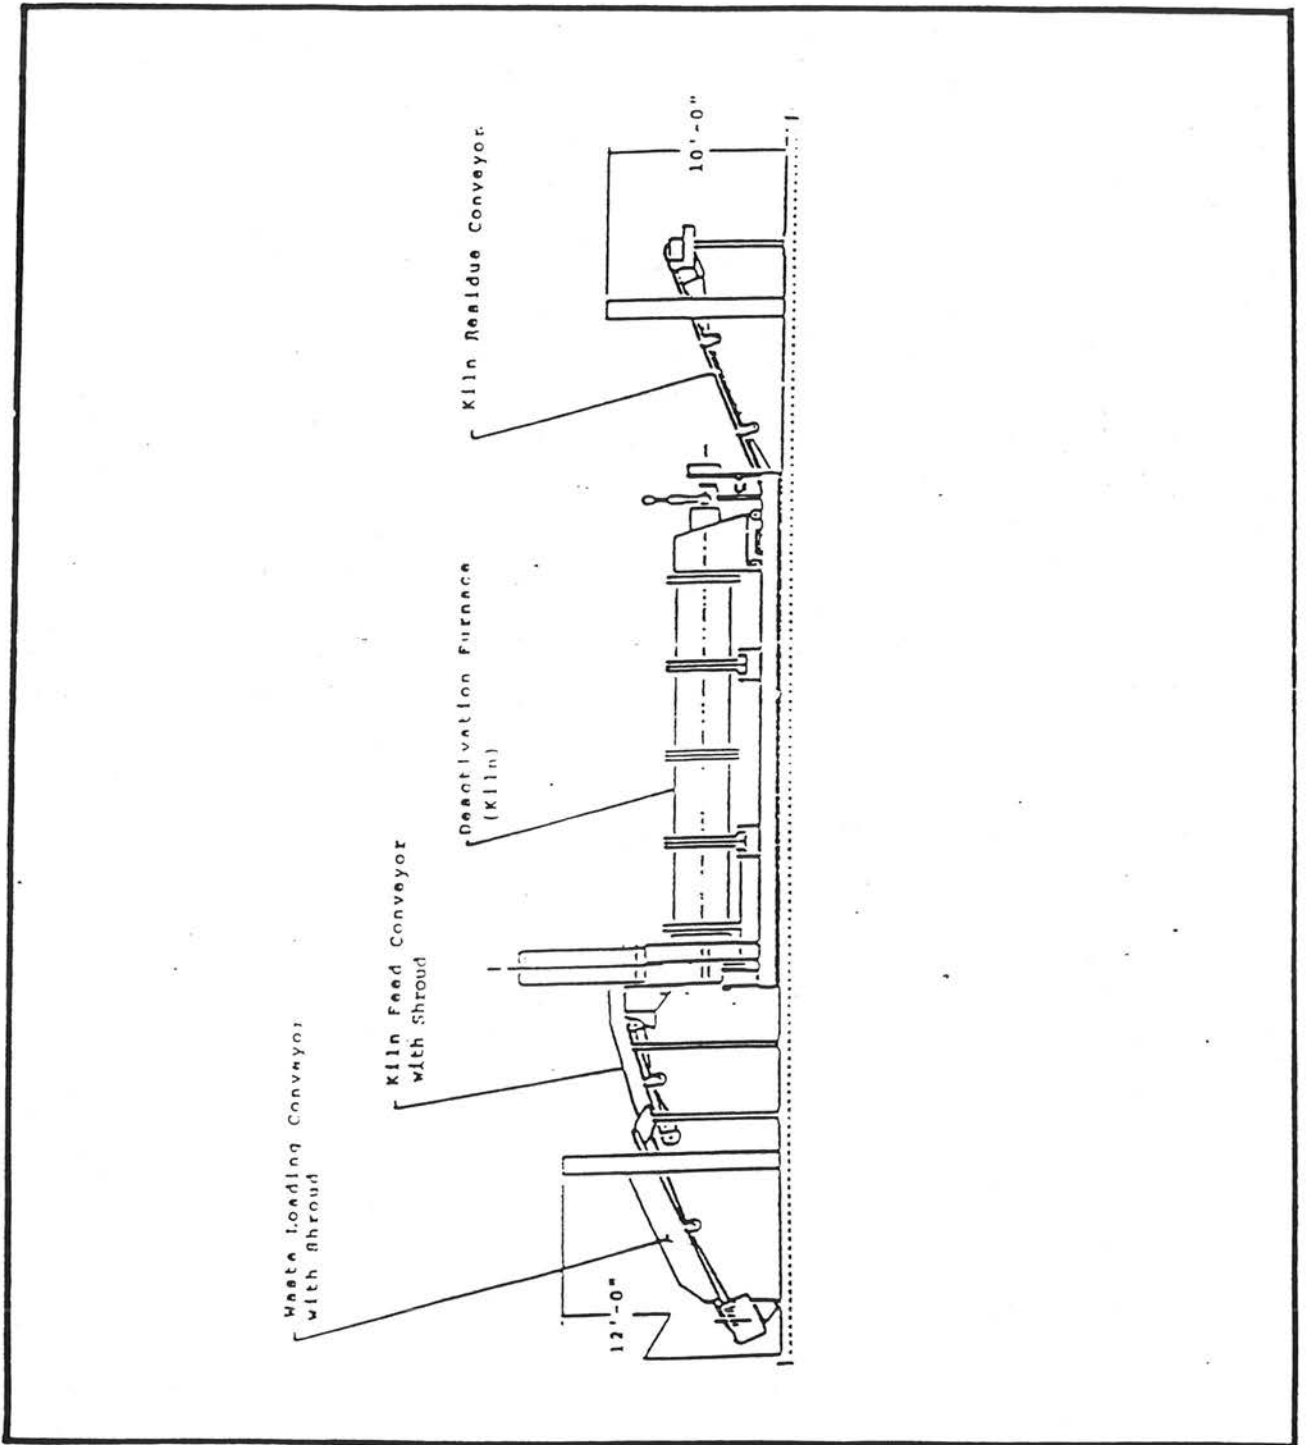 Waste Loading Conveyor
with Shroud
Kiln Feed Conveyor
with Shroud
Deactivation Furnace
(Kiln)
Kiln Residue Conveyor
12'-0"
10'-0"